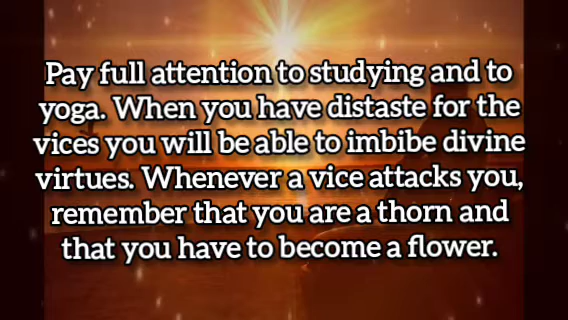 Pay full attention to studying and to
yoga. When you have distaste for the
vices you will be able to imbibe divine
virtues. Whenever a vice attacks you,
remember that you are a thorn and
that you have to become a flower.